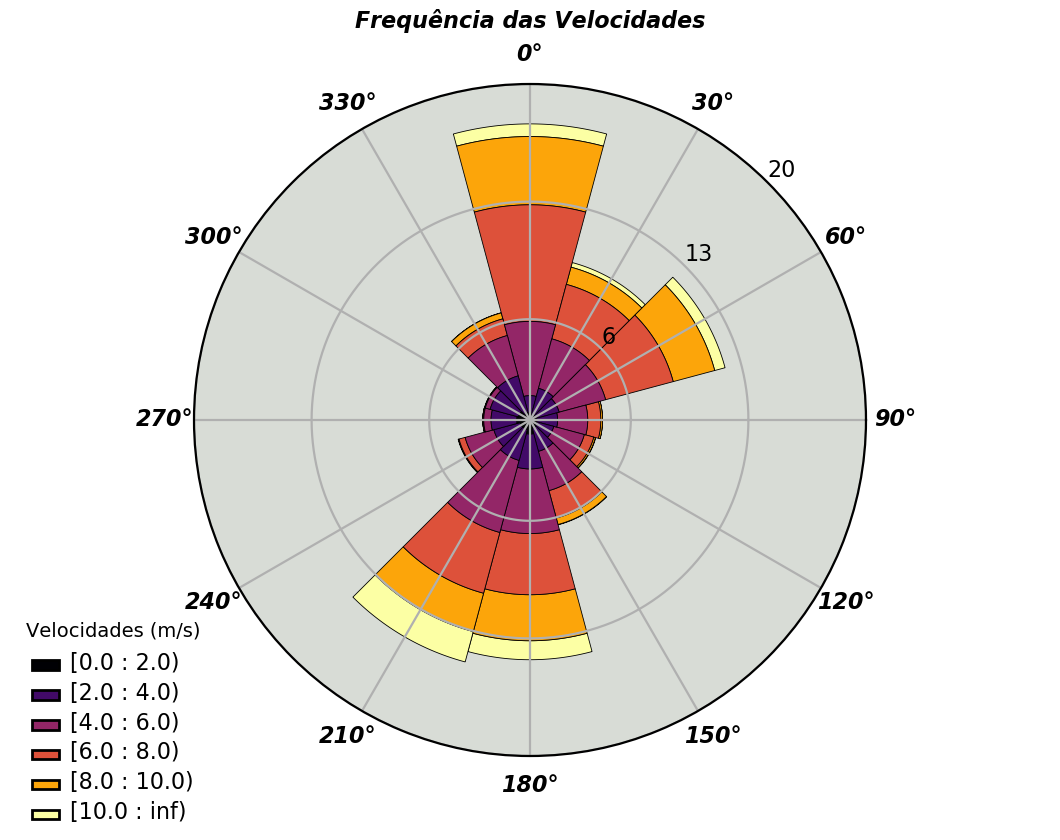 Frequência das Velocidades
0°
330°
30°
20
300°
60°
13
6
270°
90°
240°
120°
210°
150°
180°
Velocidades (m/s)
[0.0 : 2.0)
[2.0 : 4.0)
[4.0 : 6.0)
[6.0 : 8.0)
[8.0 : 10.0)
[10.0 : inf)